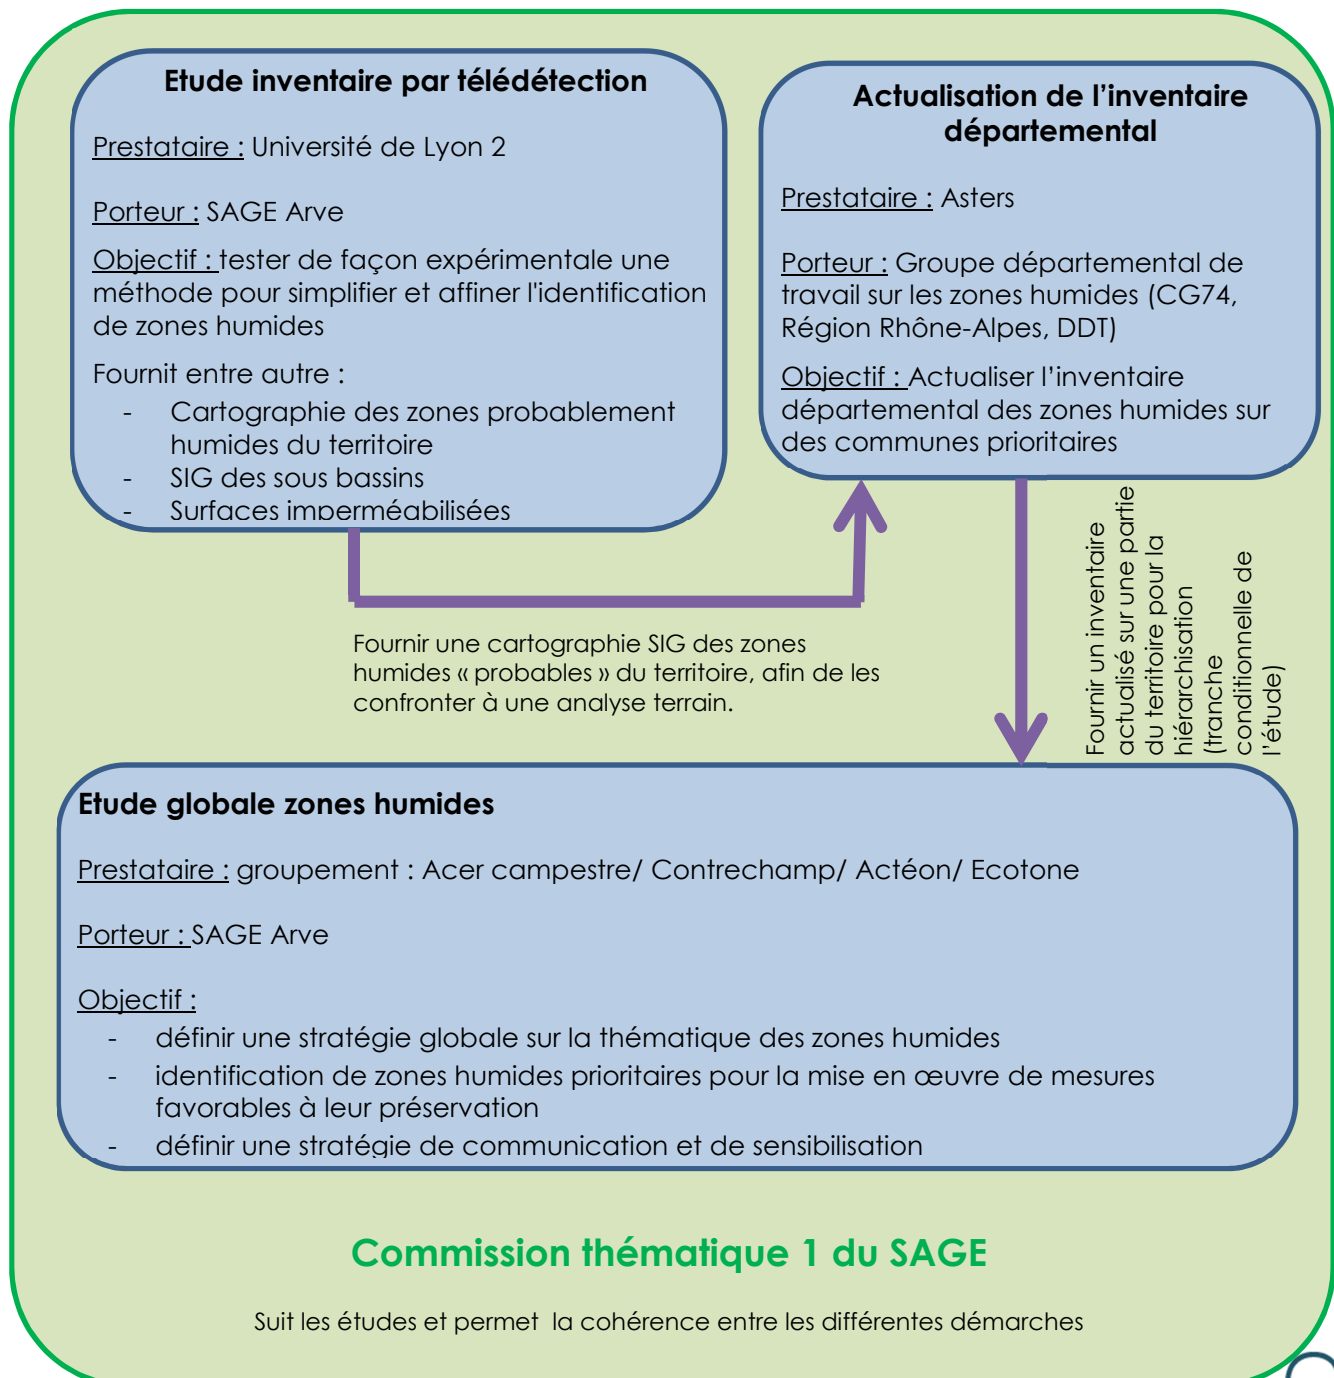 Etude inventaire par télédétection
Prestataire : Université de Lyon 2
Porteur : SAGE Arve
Objectif : tester de façon expérimentale une
méthode pour simplifier et affiner l'identification
de zones humides
Fournit entre autre :
- Cartographie des zones probablement
humides du territoire
- SIG des sous bassins
- Surfaces imperméabilisées
Actualisation de l’inventaire
départemental
Prestataire : Asters
Porteur : Groupe départemental de
travail sur les zones humides (CG74,
Région Rhône-Alpes, DDT)
Objectif : Actualiser l’inventaire
départemental des zones humides sur
des communes prioritaires
Fournir une cartographie SIG des zones
humides « probables » du territoire, afin de les
confronter à une analyse terrain.
Fournir un inventaire
actualisé sur une partie
du territoire pour la
hiérarchisation
(tranche
conditionnelle de
l’étude)
Etude globale zones humides
Prestataire : groupement : Acer campestre/ Contrechamp/ Actéon/ Ecotone
Porteur : SAGE Arve
Objectif :
- définir une stratégie globale sur la thématique des zones humides
- identification de zones humides prioritaires pour la mise en œuvre de mesures
favorables à leur préservation
- définir une stratégie de communication et de sensibilisation
Commission thématique 1 du SAGE
Suit les études et permet  la cohérence entre les différentes démarches